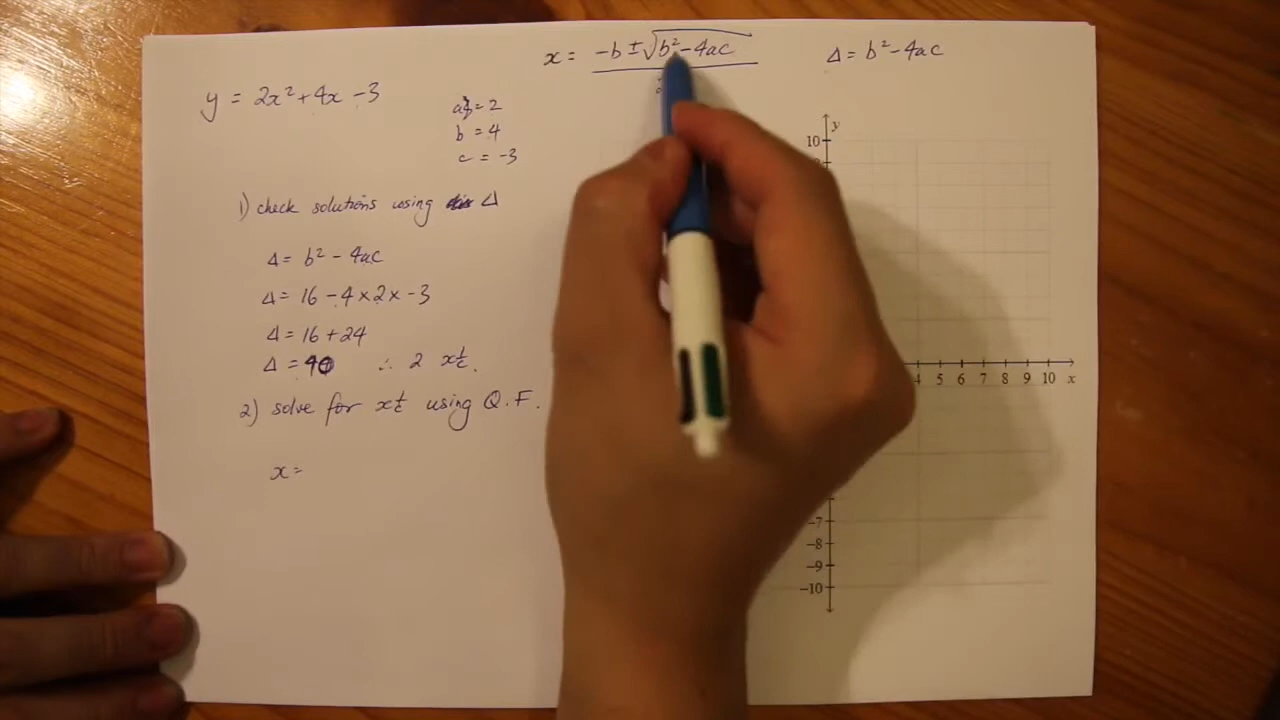 x = -b ± √b² - 4ac
Δ = b² - 4ac
y = 2x² + 4x - 3
a = 2
b = 4
c = -3
1) check solutions using Δ
Δ = b² - 4ac
Δ = 16 - 4 × 2 × -3
Δ = 16 + 24
Δ = 40 ∴ 2 x⅟c.
2) solve for x⅟c using Q.F.
x =
y
10
4 5 6 7 8 9 10 x
-7
-8
-9
-10